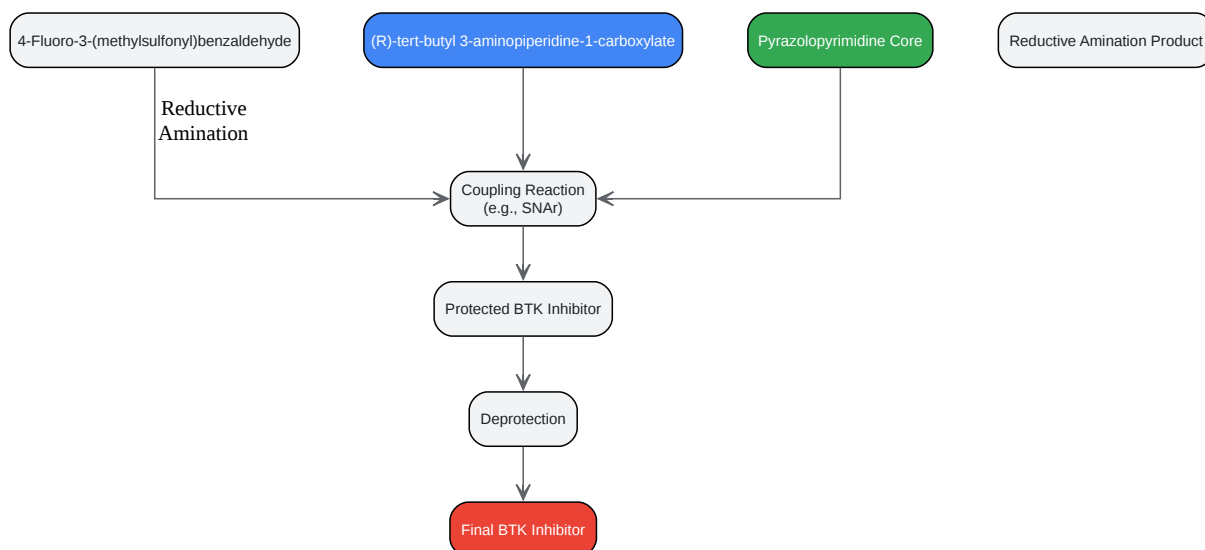 4-Fluoro-3-(methylsulfonyl)benzaldehyde
(R)-tert-butyl 3-aminopiperidine-1-carboxylate
Pyrazolopyrimidine Core
Reductive Amination Product
Reductive
Amination
Coupling Reaction
(e.g., SNAr)
Protected BTK Inhibitor
Deprotection
Final BTK Inhibitor